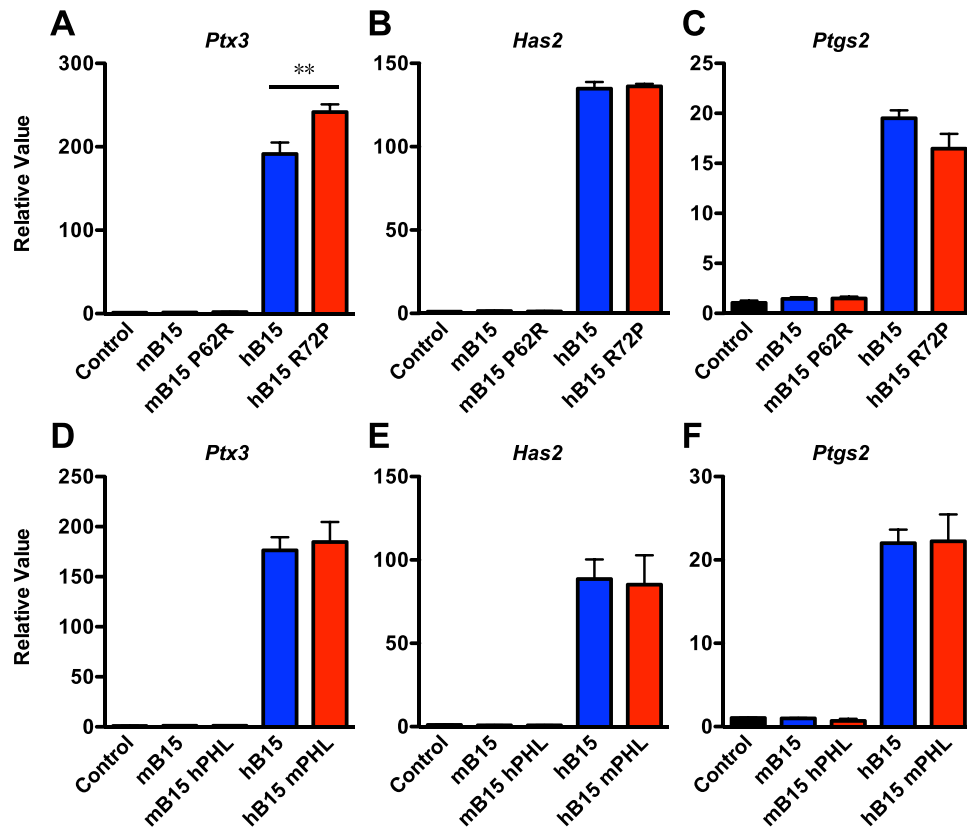 A
Ptx3
Relative Value
300
200
100
0
**
Control
mB15
mB15 P62R
hB15
hB15 R72P
B
Has2
150
100
50
0
Control
mB15
mB15 P62R
hB15
hB15 R72P
C
Ptgs2
25
20
15
10
5
0
Control
mB15
mB15 P62R
hB15
hB15 R72P
D
Ptx3
Relative Value
250
200
150
100
50
0
Control
mB15
mB15 hPHL
hB15
hB15 mPHL
E
Has2
150
100
50
0
Control
mB15
mB15 hPHL
hB15
hB15 mPHL
F
Ptgs2
30
20
10
0
Control
mB15
mB15 hPHL
hB15
hB15 mPHL